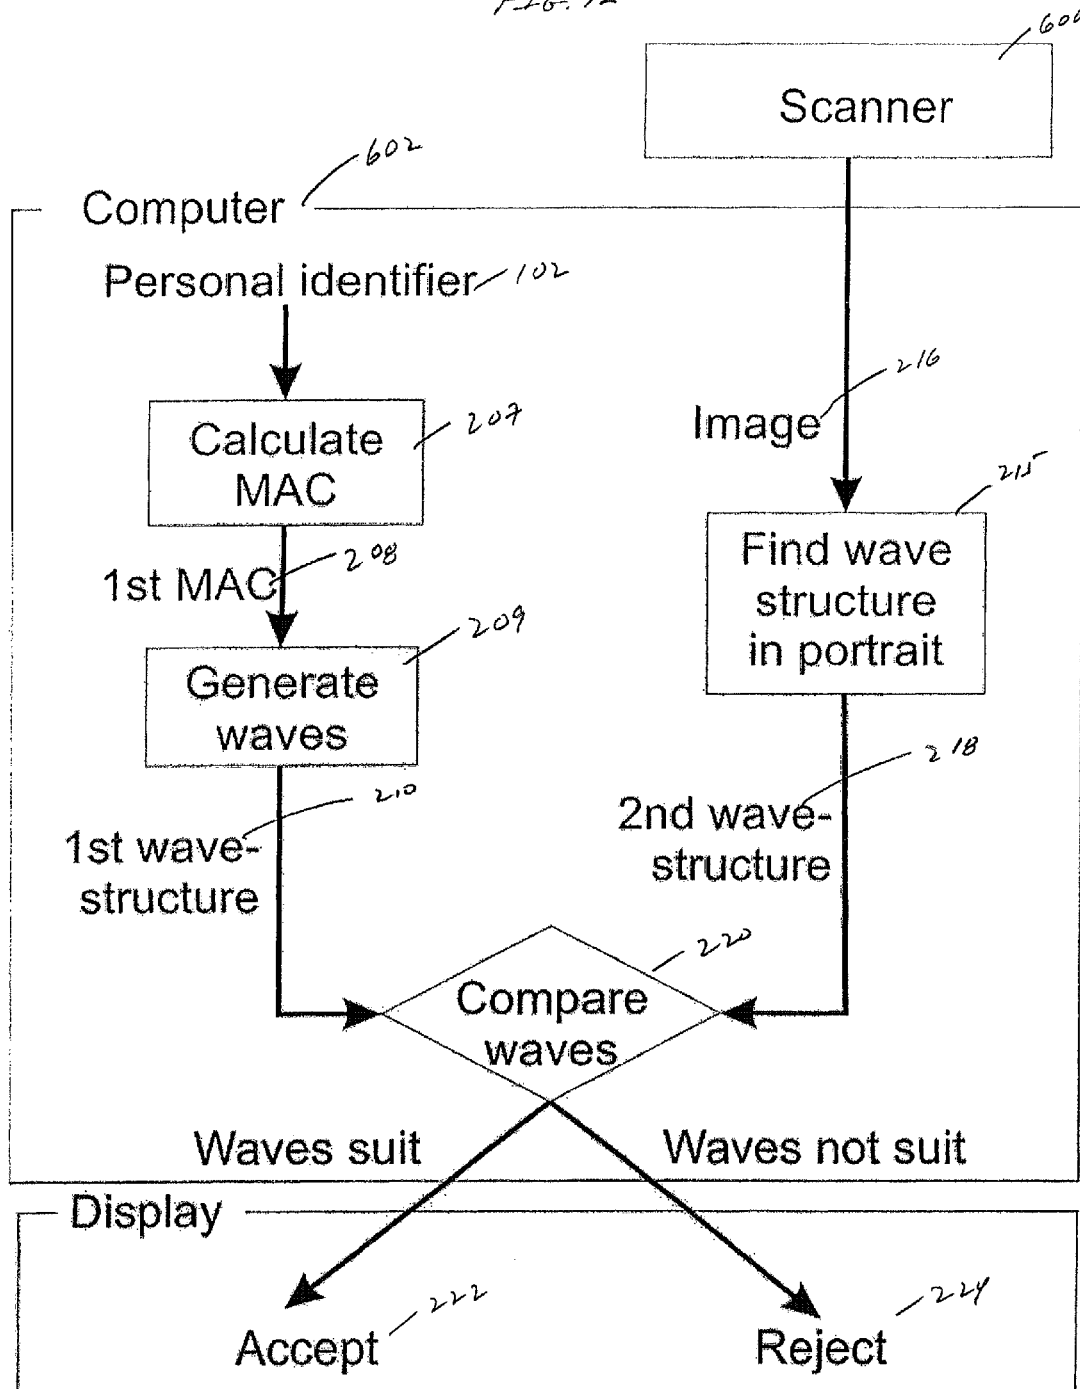 Scanner
602
Computer
Personal identifier 102
216
Image
Calculate
MAC
207
215
Find wave
structure
in portrait
1st MAC
208
209
Generate
waves
210
218
2nd wave-
structure
1st wave-
structure
220
Compare
waves
Waves suit
Waves not suit
Display
222
224
Accept
Reject